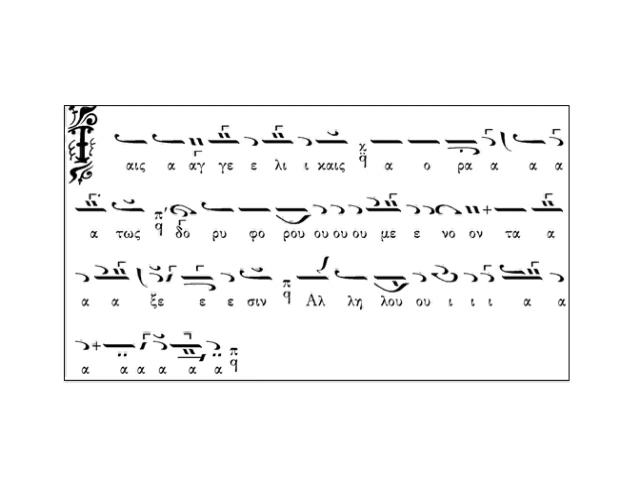 Τ αις α αγ γε ε λι ι καις α ο ρα α α α
α τως δο ρυ φο ρου ου ου ου με ε νο ον τα α
α α ξε ε ε σιν Αλ λη λου ου ι ι ι α α
α α α α α α